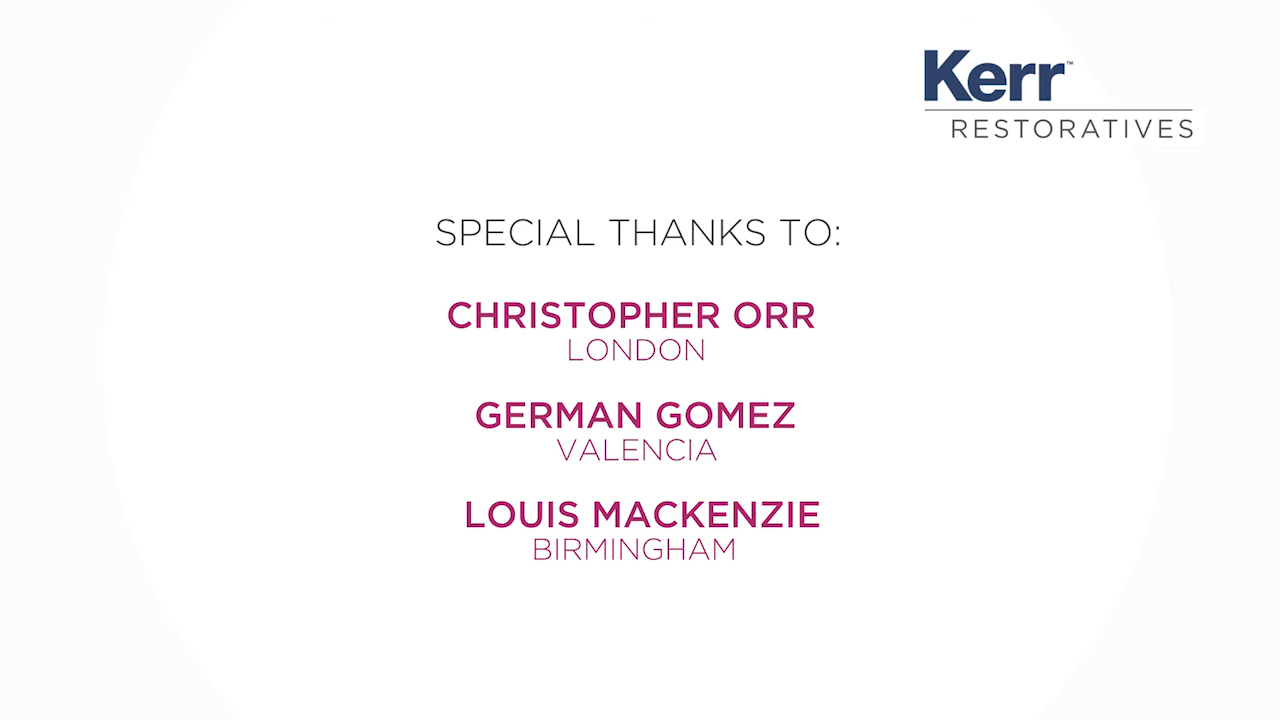 Kerr™
RESTORATIVES
SPECIAL THANKS TO:
CHRISTOPHER ORR
LONDON
GERMAN GOMEZ
VALENCIA
LOUIS MACKENZIE
BIRMINGHAM